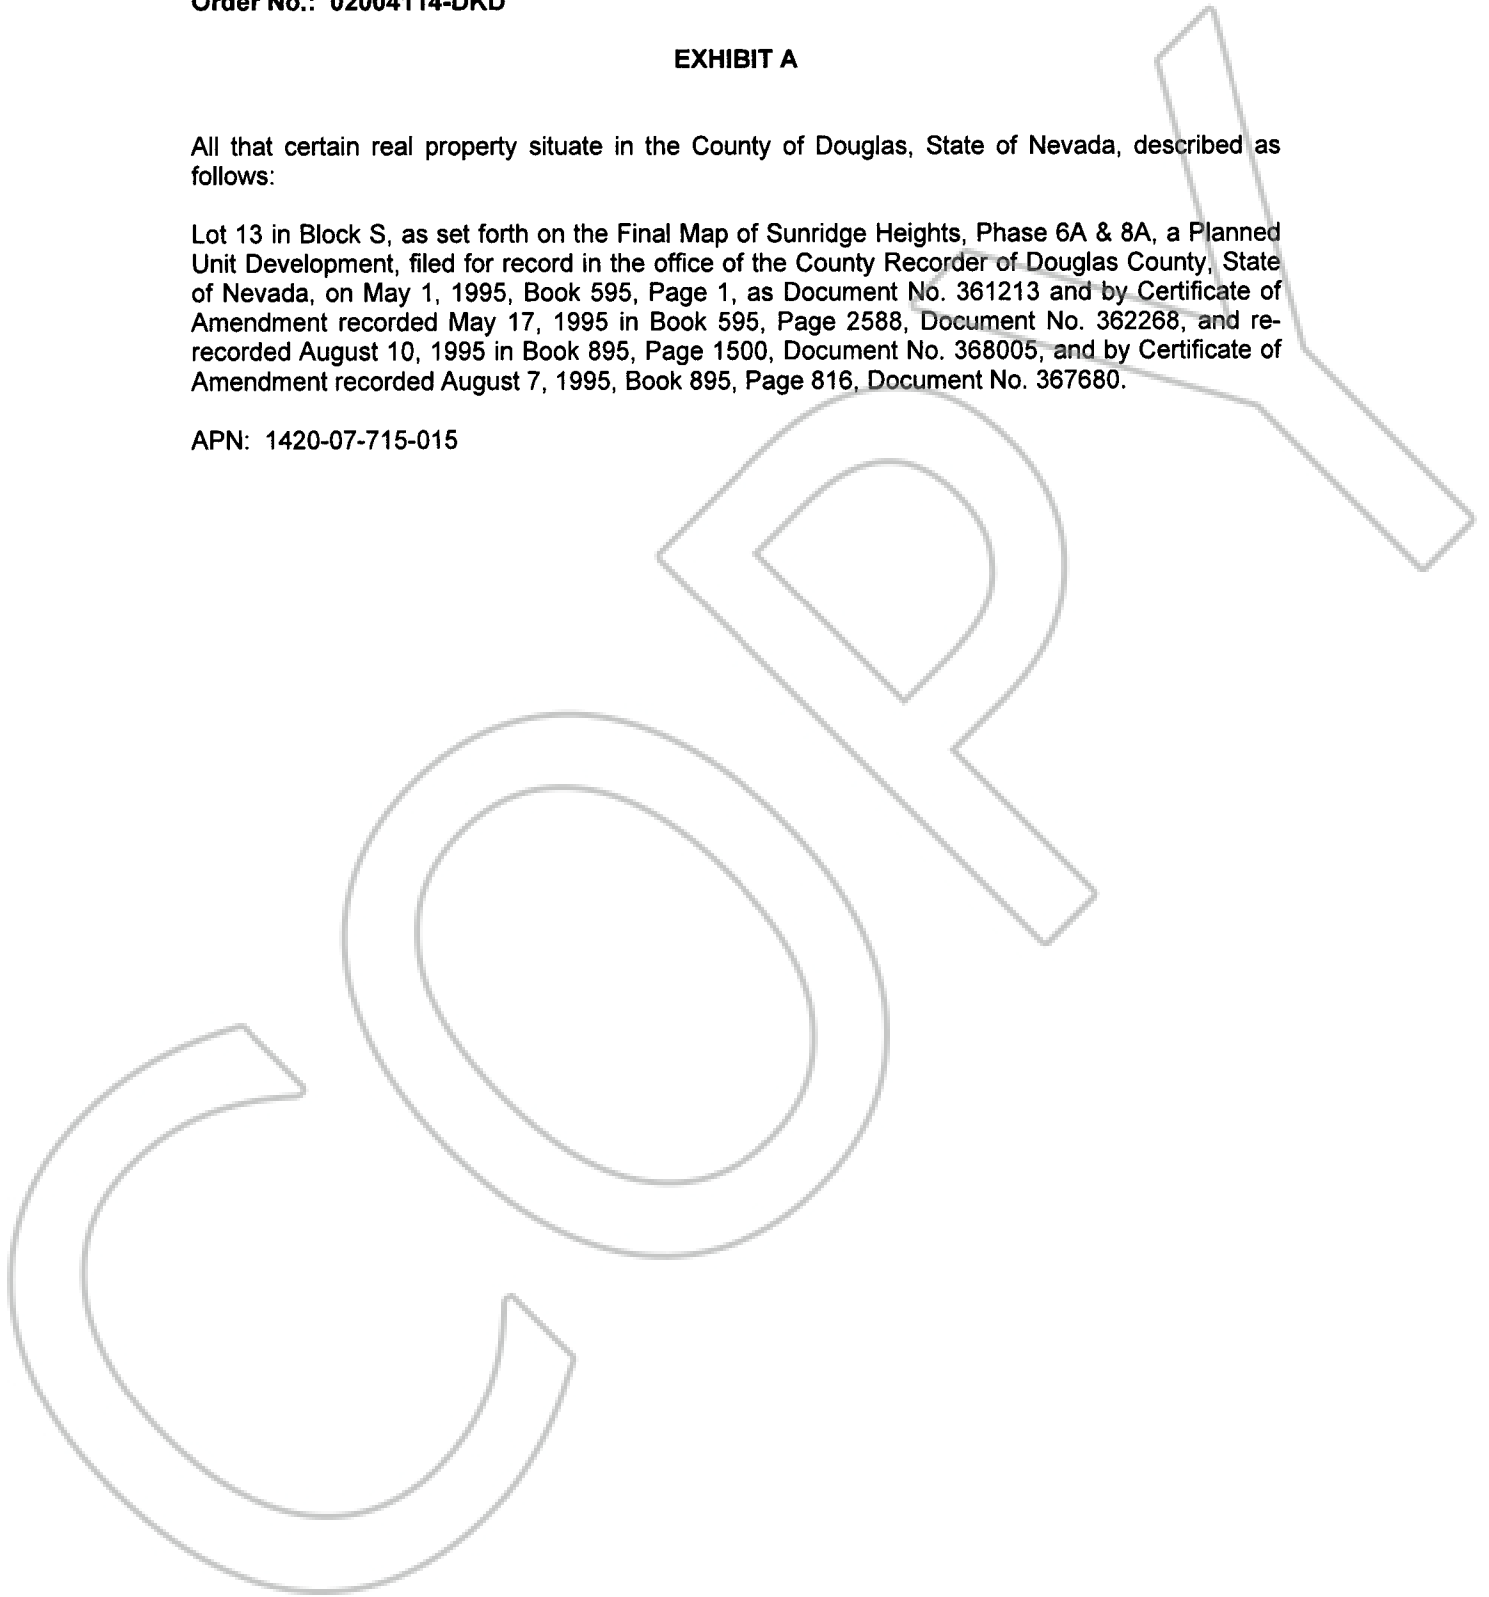 Order No.: 02004114-DKD
EXHIBIT A
All that certain real property situate in the County of Douglas, State of Nevada, described as
follows:
Lot 13 in Block S, as set forth on the Final Map of Sunridge Heights, Phase 6A & 8A, a Planned
Unit Development, filed for record in the office of the County Recorder of Douglas County, State
of Nevada, on May 1, 1995, Book 595, Page 1, as Document No. 361213 and by Certificate of
Amendment recorded May 17, 1995 in Book 595, Page 2588, Document No. 362268, and re-
recorded August 10, 1995 in Book 895, Page 1500, Document No. 368005, and by Certificate of
Amendment recorded August 7, 1995, Book 895, Page 816, Document No. 367680.
APN: 1420-07-715-015
COPY